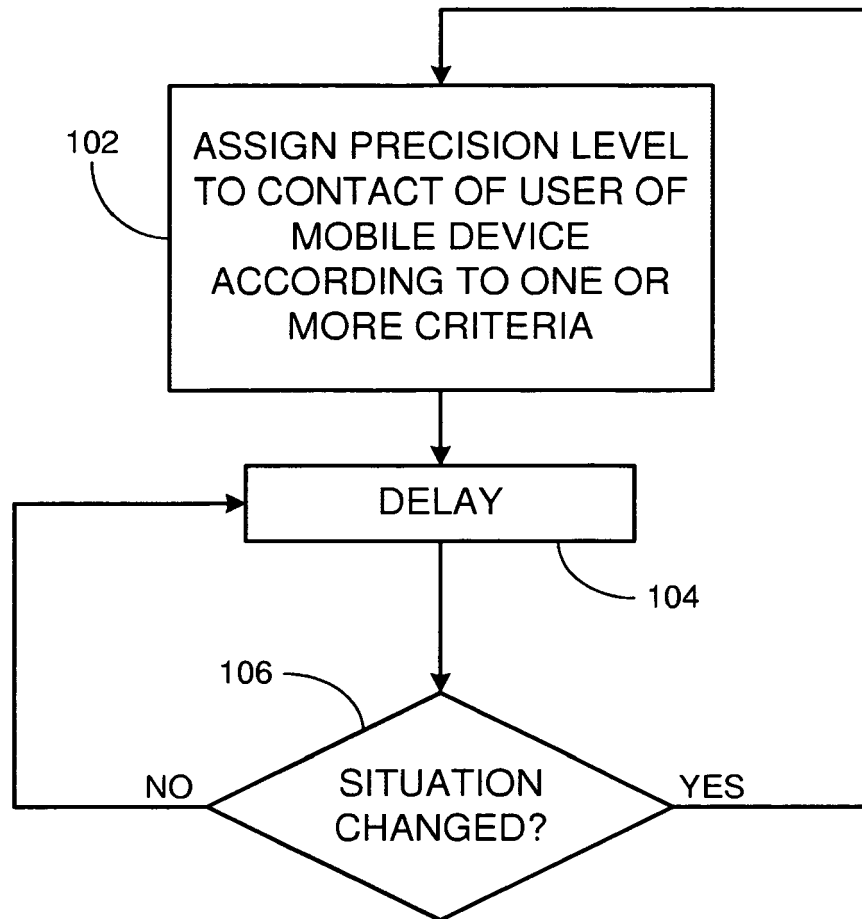 102
ASSIGN PRECISION LEVEL
TO CONTACT OF USER OF
MOBILE DEVICE
ACCORDING TO ONE OR
MORE CRITERIA
DELAY
104
106
NO
SITUATION
CHANGED?
YES